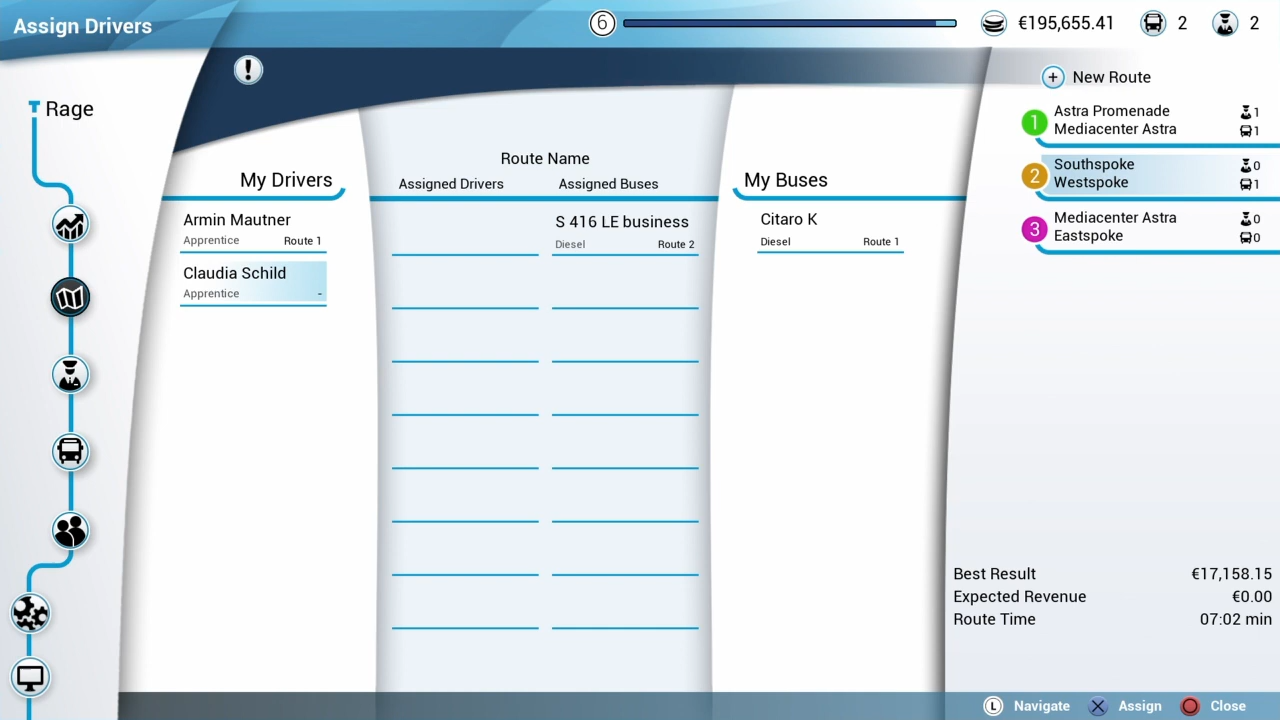 Assign Drivers
6
€195,655.41
2
2
!
Rage
My Drivers
Armin Mautner
Apprentice Route 1
Claudia Schild
Apprentice -
Route Name
Assigned Drivers Assigned Buses
S 416 LE business
Diesel Route 2
My Buses
Citaro K
Diesel Route 1
+ New Route
1
Astra Promenade 1
Mediacenter Astra 1
2
Southspoke 0
Westspoke 1
3
Mediacenter Astra 0
Eastspoke 0
Best Result €17,158.15
Expected Revenue €0.00
Route Time 07:02 min
L Navigate Assign Close